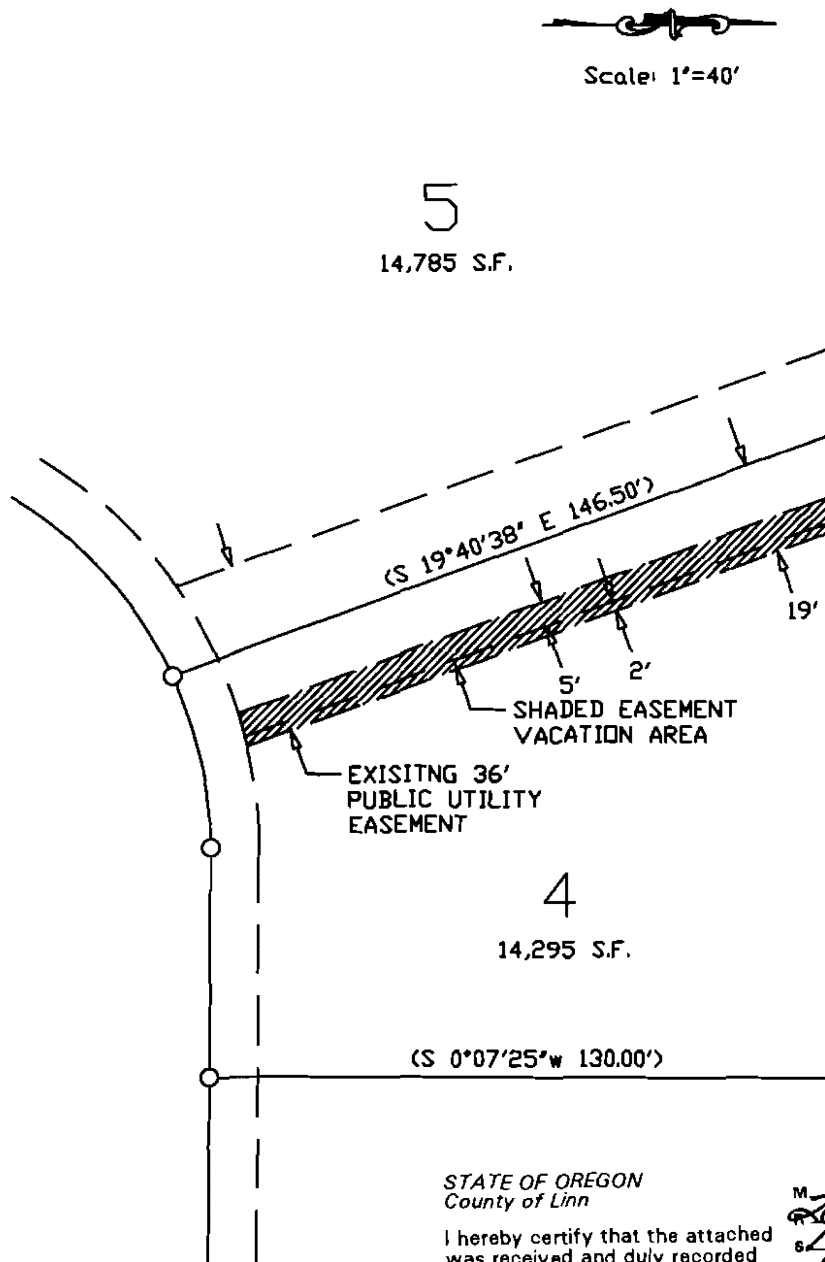 Scale: 1"=40'
5
14,785 S.F.
(S 19°40'38" E 146.50')
19'
2'
5'
SHADED EASEMENT
VACATION AREA
EXISITNG 36'
PUBLIC UTILITY
EASEMENT
4
14,295 S.F.
(S 0°07'25"w 130.00')
STATE OF OREGON
County of Linn
M
I hereby certify that the attached
S
was received and duly recorded